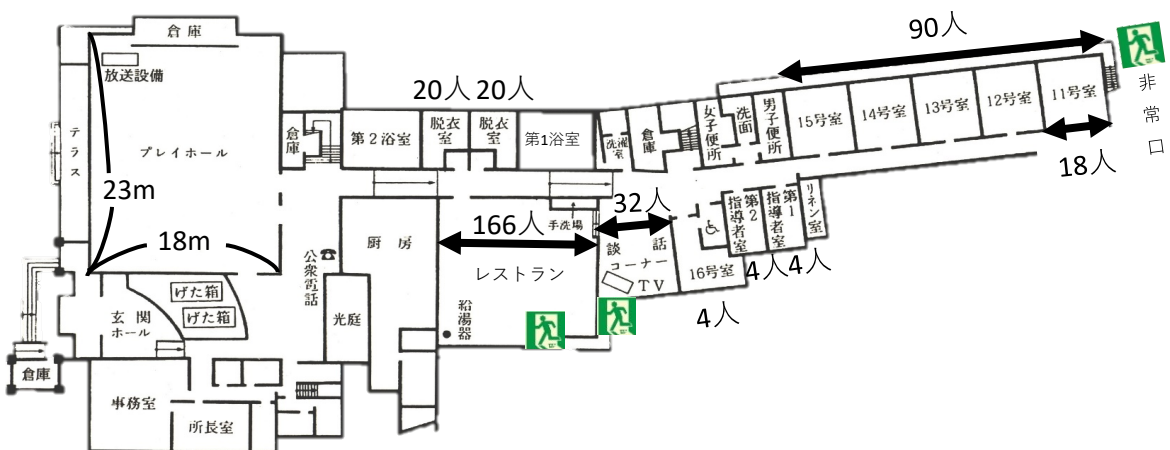 倉庫
放送設備
テラス
プレイホール
23m
18m
倉庫
第２浴室
20人
20人
脱衣室
脱衣室
第1浴室
洗濯室
倉庫
女子便所
洗面
男子便所
90人
15号室
14号室
13号室
12号室
11号室
18人
非常口
手洗場
166人
レストラン
給湯器
厨房
光庭
公衆電話
32人
談話
コーナー
TV
16号室
4人
第2
指導者室
第1
指導者室
リネン室
4人
4人
げた箱
げた箱
玄関
ホール
倉庫
事務室
所長室